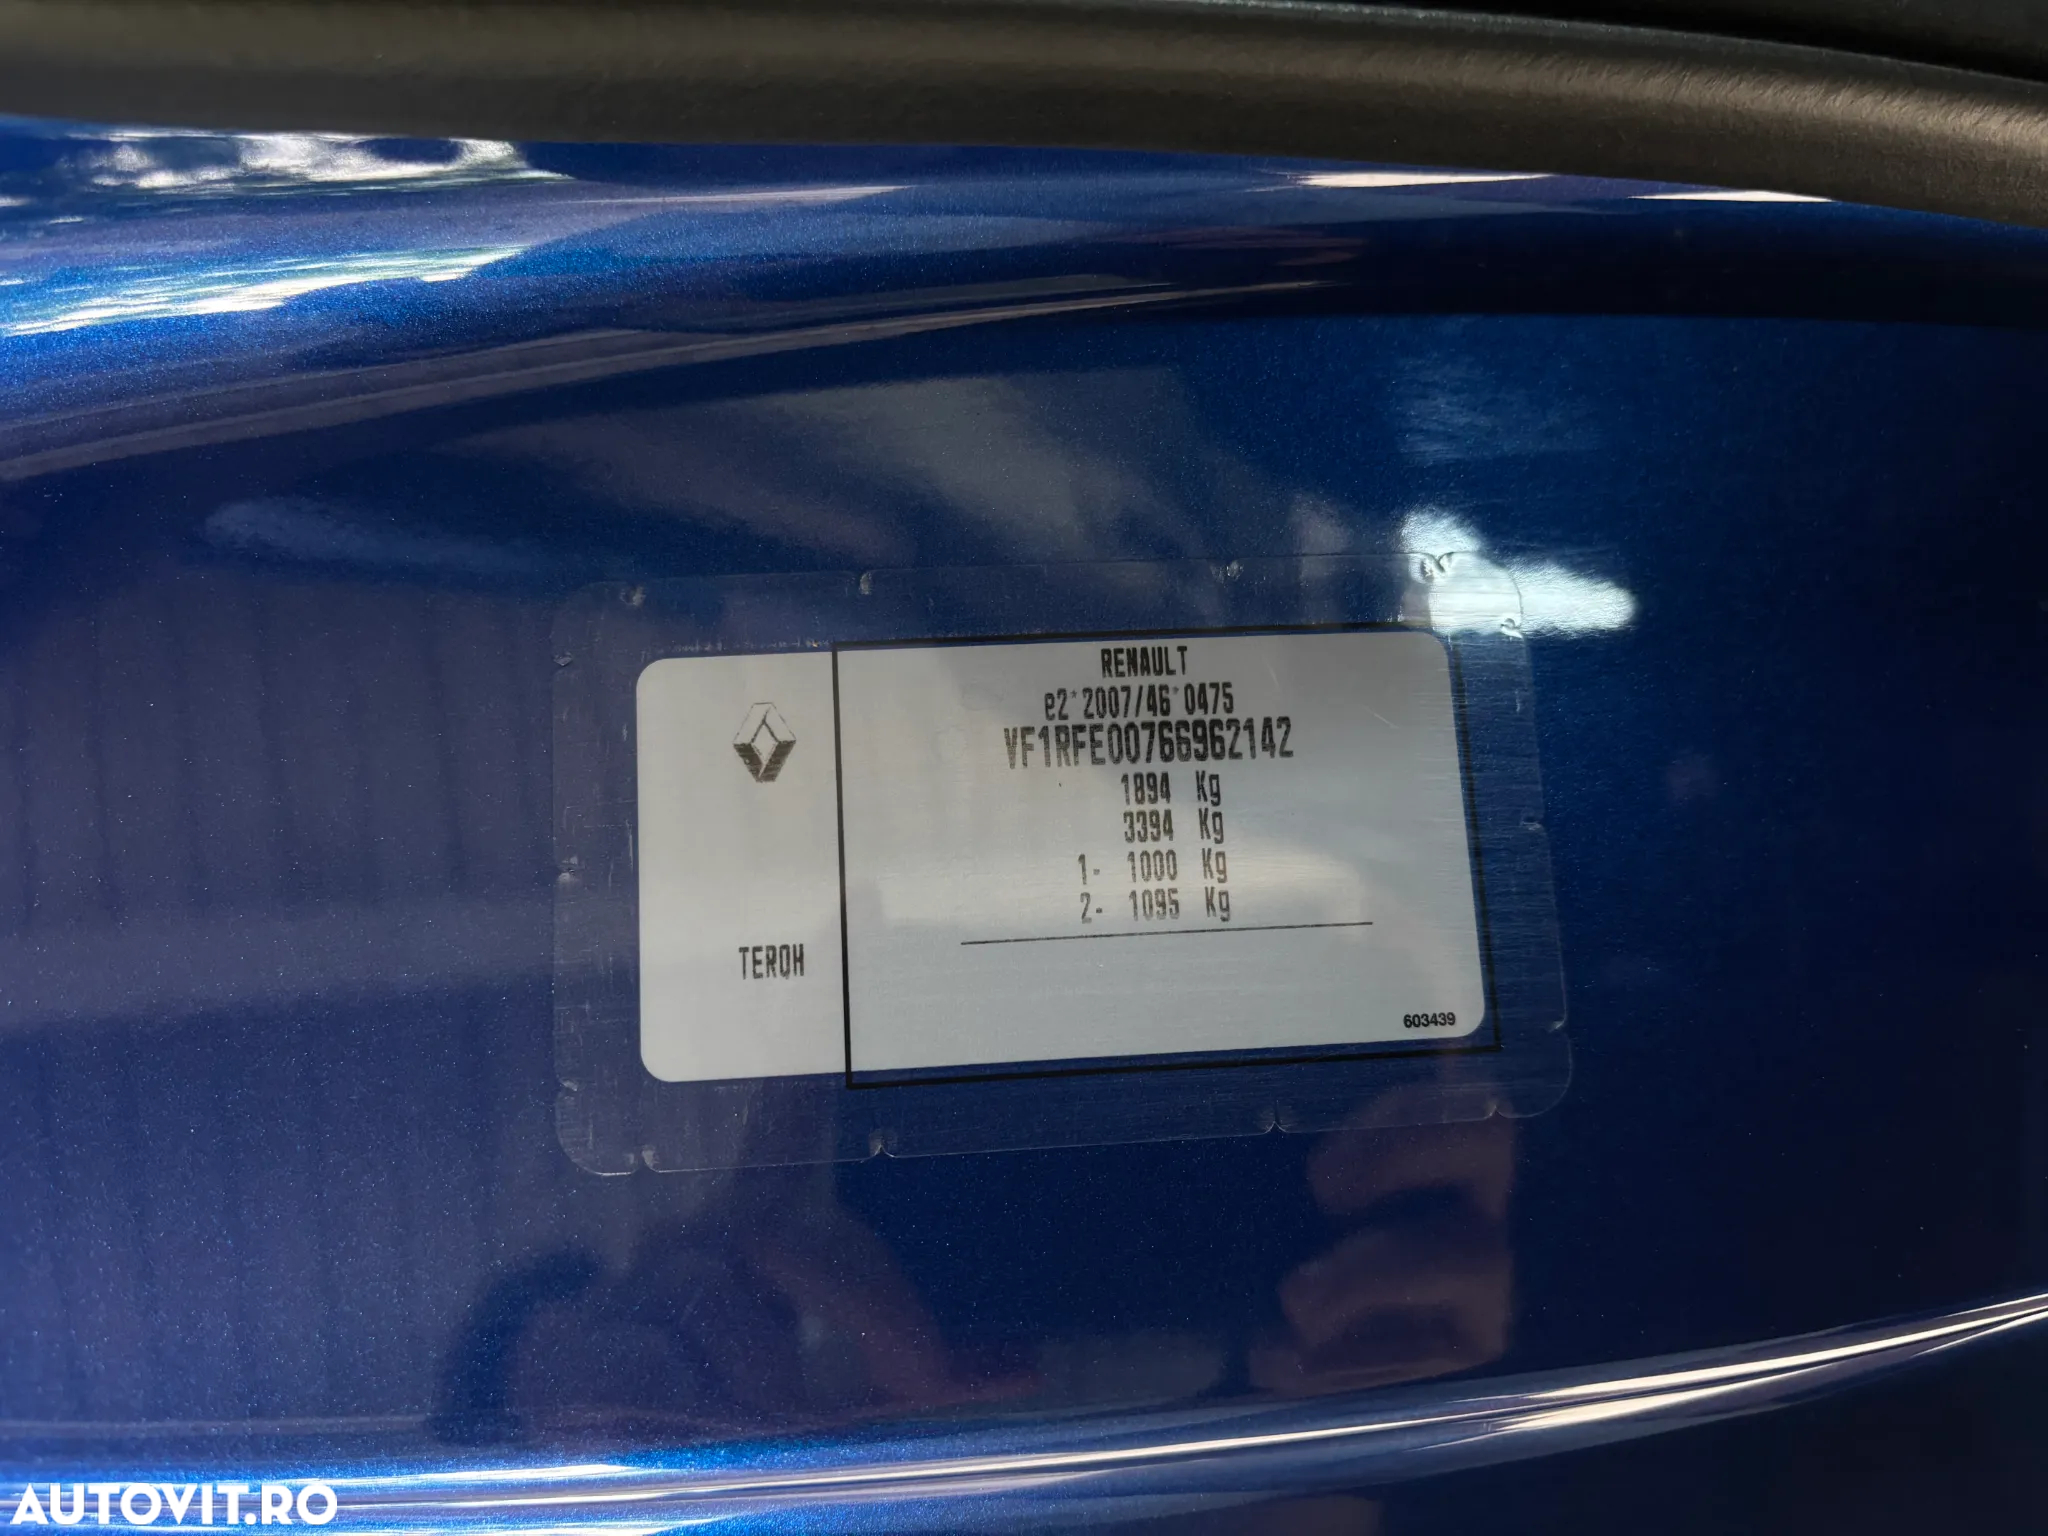 RENAULT
e2*2007/46*0475
VF1RFE00766962142
1894 Kg
3394 Kg
1- 1000 Kg
2- 1095 Kg
TERQH
603439
AUTOVIT.RO